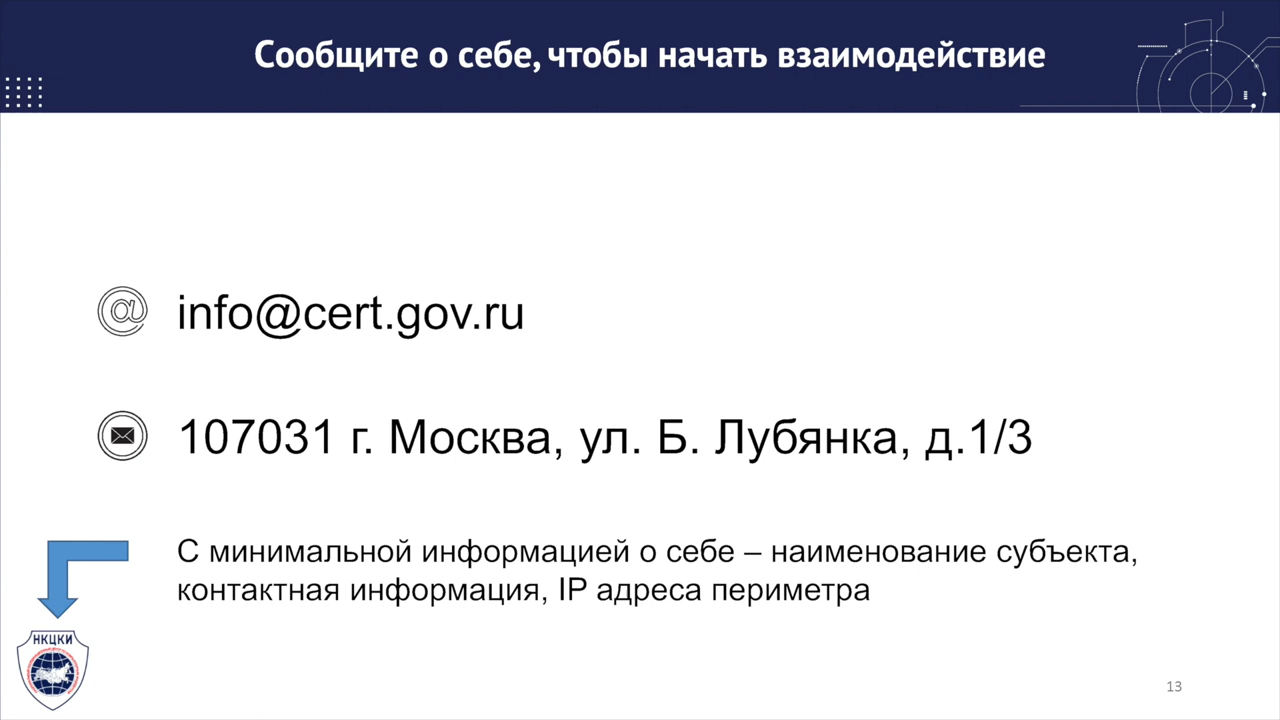 Сообщите о себе, чтобы начать взаимодействие
@ info@cert.gov.ru
107031 г. Москва, ул. Б. Лубянка, д.1/3
С минимальной информацией о себе – наименование субъекта,
контактная информация, IP адреса периметра
НКЦКИ
13